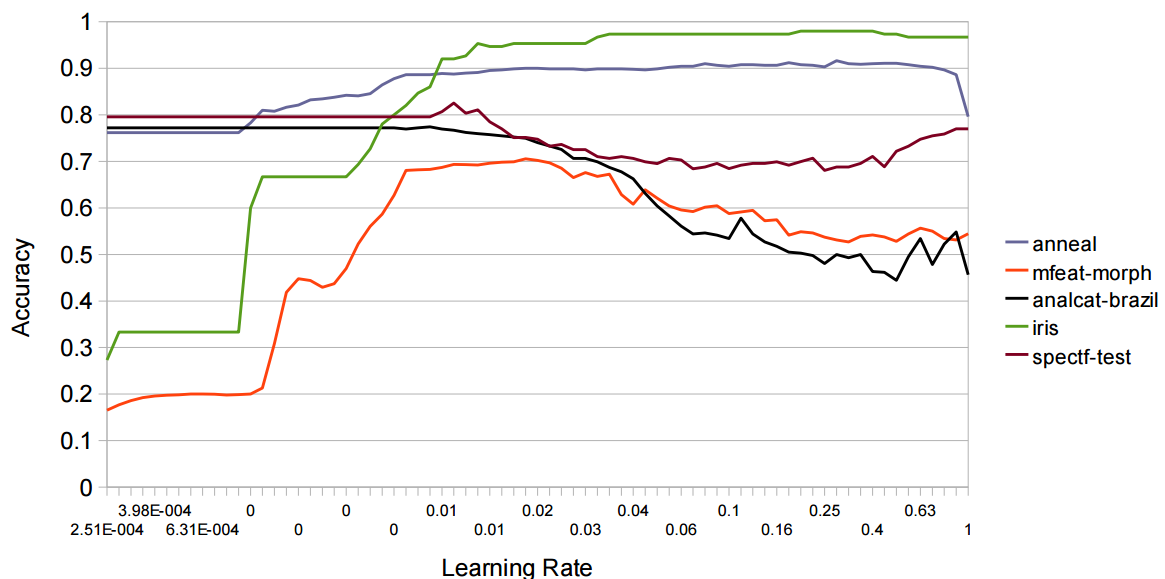 1
0.9
0.8
0.7
0.6
0.5
0.4
0.3
0.2
0.1
0
Accuracy
anneal
mfeat-morph
analcat-brazil
iris
spectf-test
3.98E-004 0 0 0.01 0.02 0.04 0.1 0.25 0.63
2.51E-004 6.31E-004 0 0 0.01 0.03 0.06 0.16 0.4 1
Learning Rate